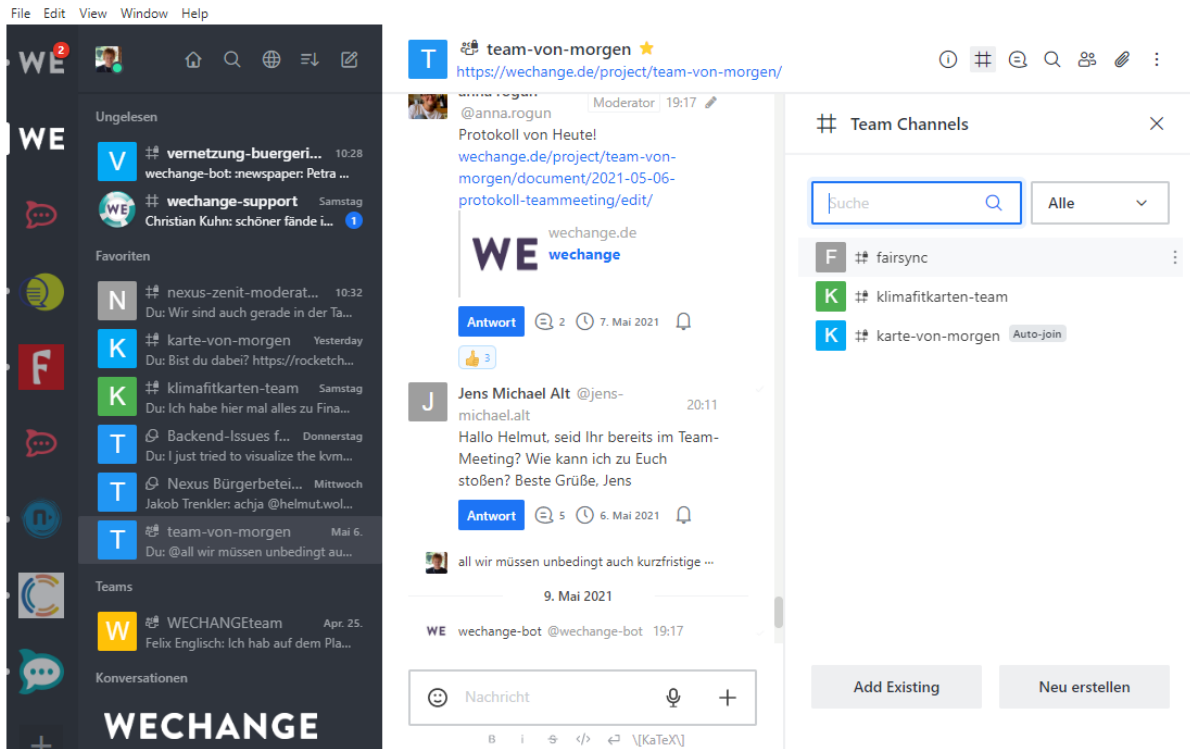 File Edit View Window Help
WE 2
WE
Ungelesen
V vernetzung-buergeri... 10:28
wechange-bot: :newspaper: Petra ...
WE wechange-support Samstag
Christian Kuhn: schöner fände i... 1
Favoriten
N nexus-zenit-moderat... 10:32
Du: Wir sind auch gerade in der Ta...
K karte-von-morgen Yesterday
Du: Bist du dabei? https://rocketch...
K klimafitkarten-team Samstag
Du: Ich habe hier mal alles zu Fina...
T Backend-Issues f... Donnerstag
Du: I just tried to visualize the kvm...
T Nexus Bürgerbetei... Mittwoch
Jakob Trenkler: achja @helmut.wol...
T team-von-morgen Mai 6.
Du: @all wir müssen unbedingt au...
Teams
W WECHANGEteam Apr. 25.
Felix Englisch: Ich hab auf dem Pla...
Konversationen
WECHANGE
T team-von-morgen
https://wechange.de/project/team-von-morgen/
anna rogun Moderator 19:17
@anna.rogun
Protokoll von Heute!
wechange.de/project/team-von-
morgen/document/2021-05-06-
protokoll-teammeeting/edit/
WE wechange.de
wechange
Antwort 2 7. Mai 2021
3
J Jens Michael Alt @jens-
michael.alt 20:11
Hallo Helmut, seid Ihr bereits im Team-
Meeting? Wie kann ich zu Euch
stoßen? Beste Grüße, Jens
Antwort 5 6. Mai 2021
all wir müssen unbedingt auch kurzfristige ...
9. Mai 2021
WE wechange-bot @wechange-bot 19:17
Nachricht
B i S </> \[KaTeX\]
Team Channels
Suche
Alle
F fairsync
K klimafitkarten-team
K karte-von-morgen Auto-join
Add Existing
Neu erstellen